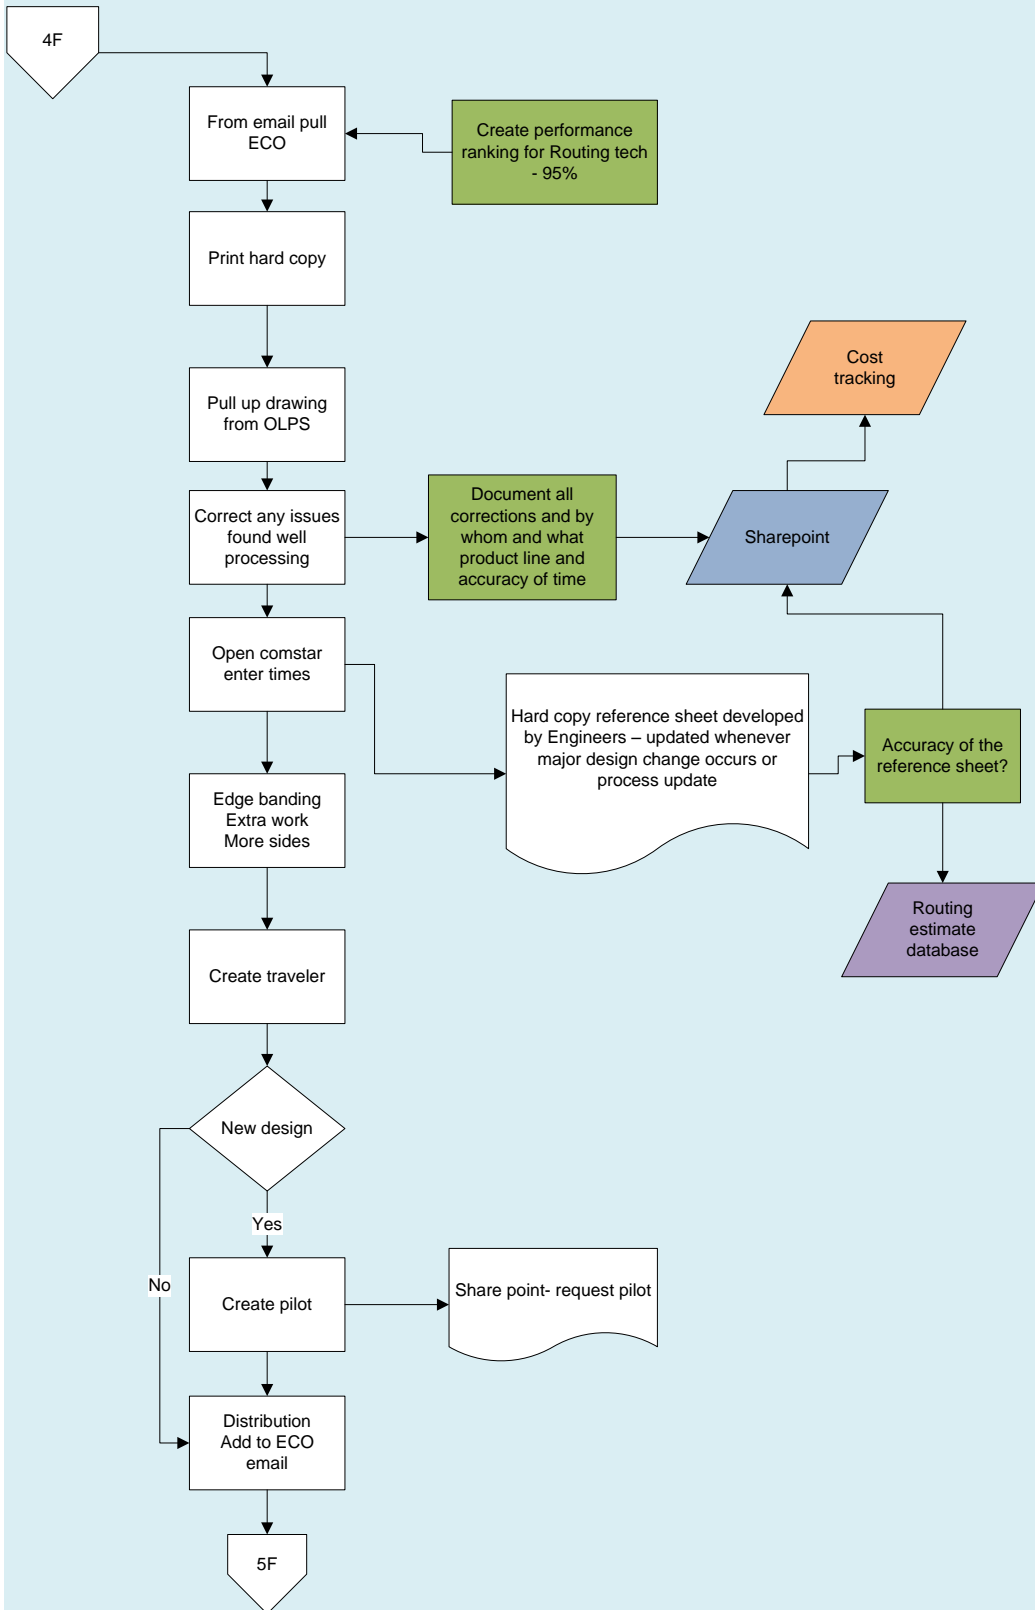 4F
From email pull
ECO
Create performance
ranking for Routing tech
- 95%
Print hard copy
Cost
tracking
Pull up drawing
from OLPS
Correct any issues
found well
processing
Document all
corrections and by
whom and what
product line and
accuracy of time
Sharepoint
Open comstar
enter times
Hard copy reference sheet developed
by Engineers – updated whenever
major design change occurs or
process update
Accuracy of the
reference sheet?
Edge banding
Extra work
More sides
Routing
estimate
database
Create traveler
New design
Yes
No
Create pilot
Share point- request pilot
Distribution
Add to ECO
email
5F